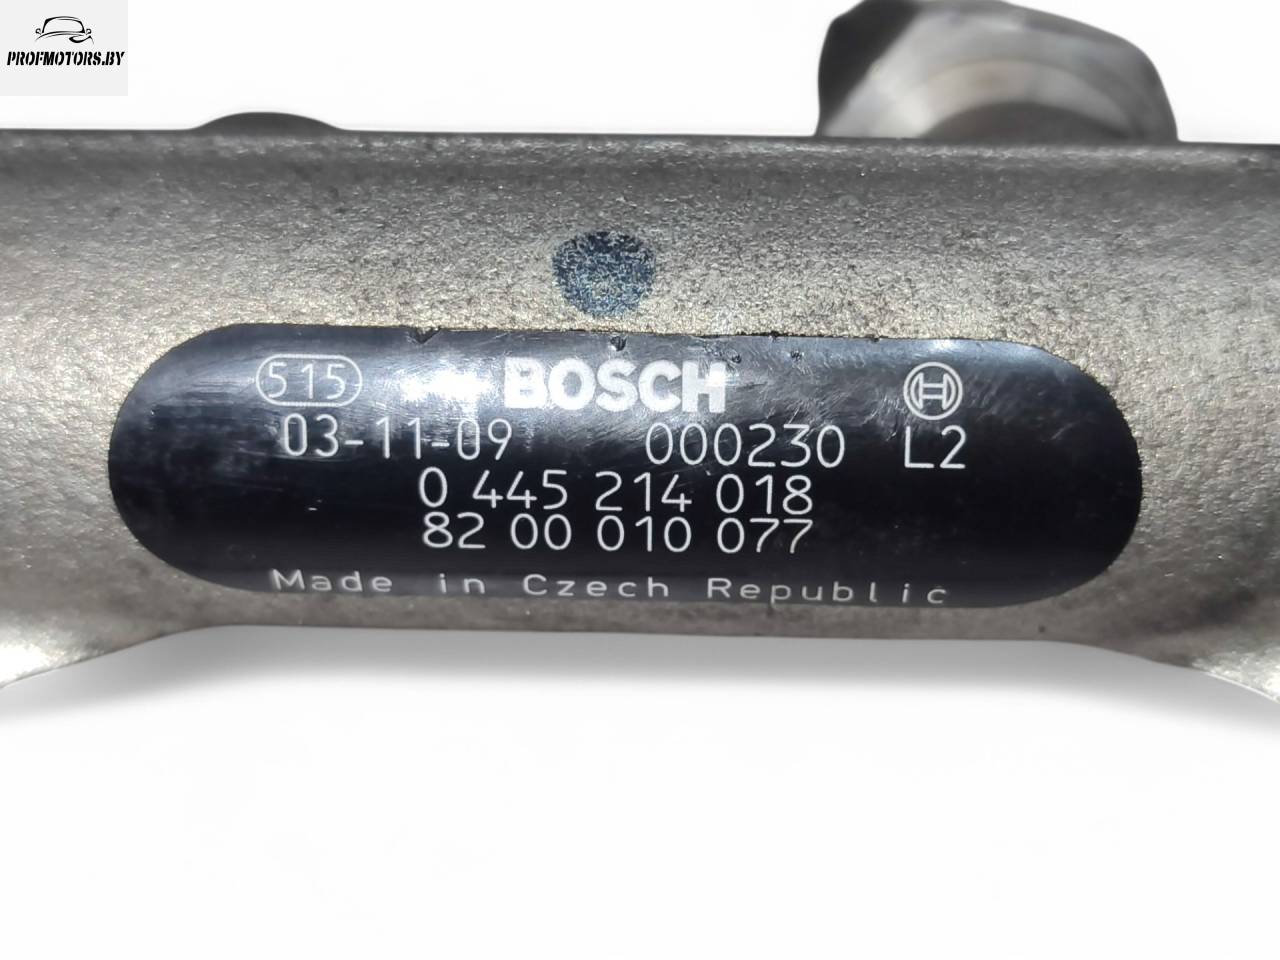 PROFMOTORS.BY
515 BOSCH
03-11-09 000230 L2
0 445 214 018
82 00 010 077
Made in Czech Republic